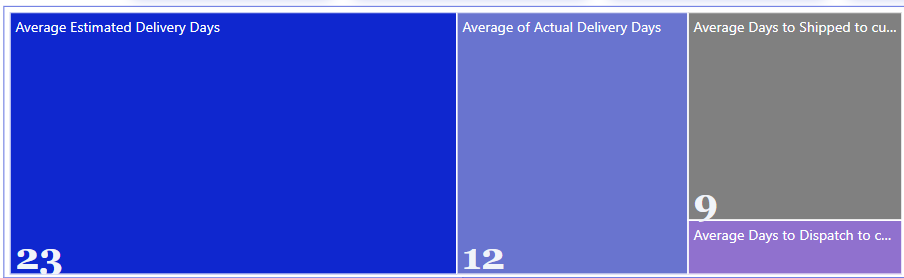 Average Estimated Delivery Days
23
Average of Actual Delivery Days
12
Average Days to Shipped to cu...
9
Average Days to Dispatch to c...